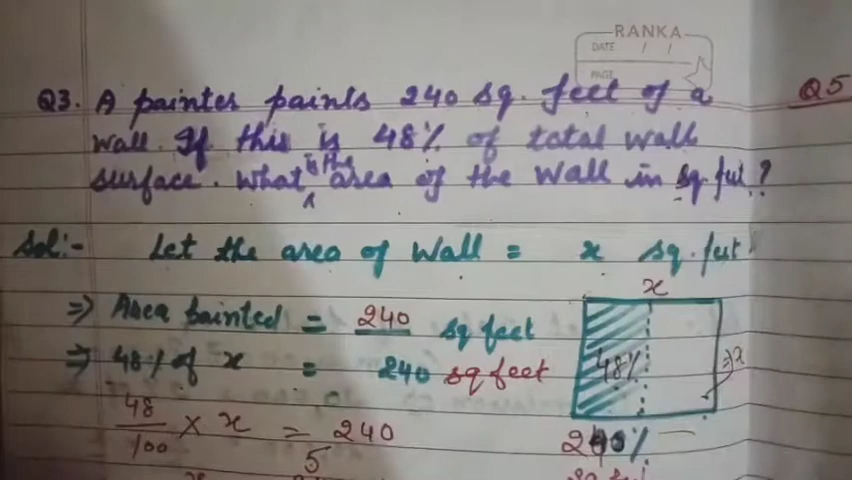 RANKA
DATE / /
PAGE
Q3. A painter paints 240 sq. feet of a
Q5
wall. If this is 48% of total wall
surface. what is the area of the wall in sq. feet?
Sol:- Let the area of wall = x sq. feet
x
⇒ Area painted = 240 sq feet
⇒ 48% of x = 240 sq feet
48%
⇒x
48/100 × x = 240
5